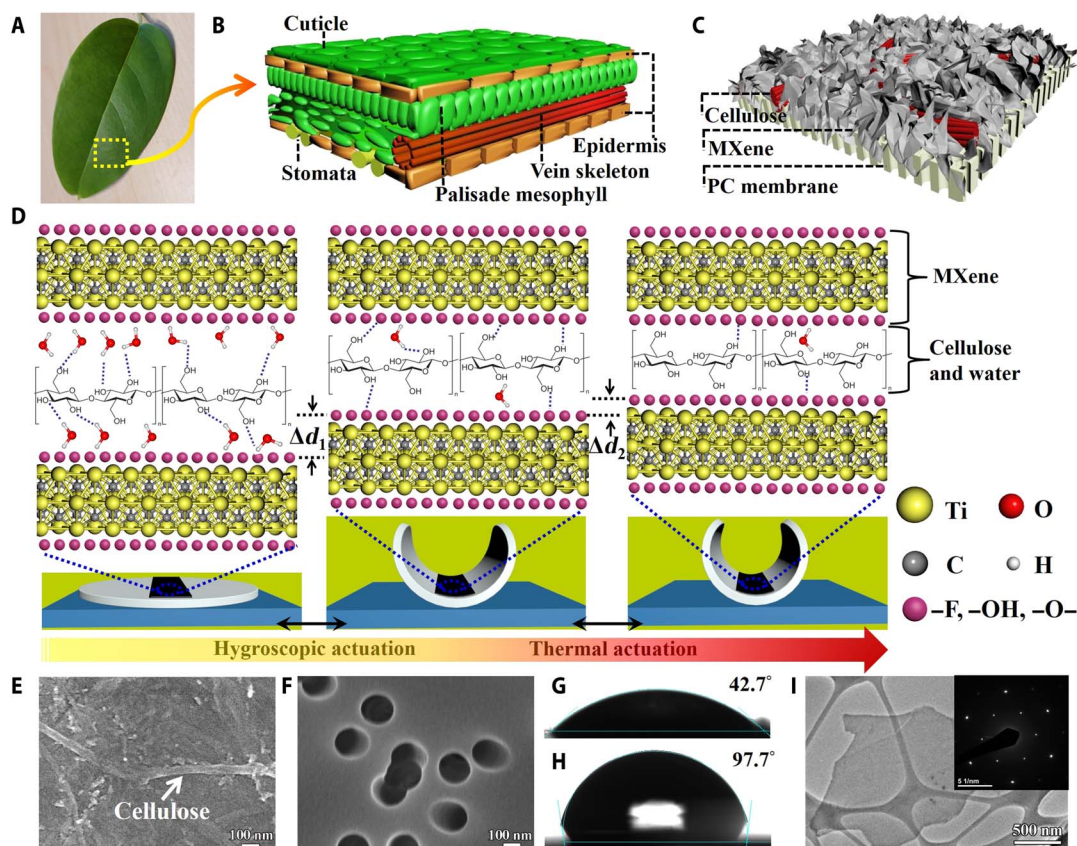 A
B
Cuticle
Stomata
Palisade mesophyll
Vein skeleton
Epidermis
C
Cellulose
MXene
PC membrane
D
MXene
Cellulose
and water
Δd1
Δd2
Ti
O
C
H
–F, –OH, –O–
Hygroscopic actuation
Thermal actuation
E
Cellulose
100 nm
F
100 nm
G
42.7°
H
97.7°
I
5 1/nm
500 nm